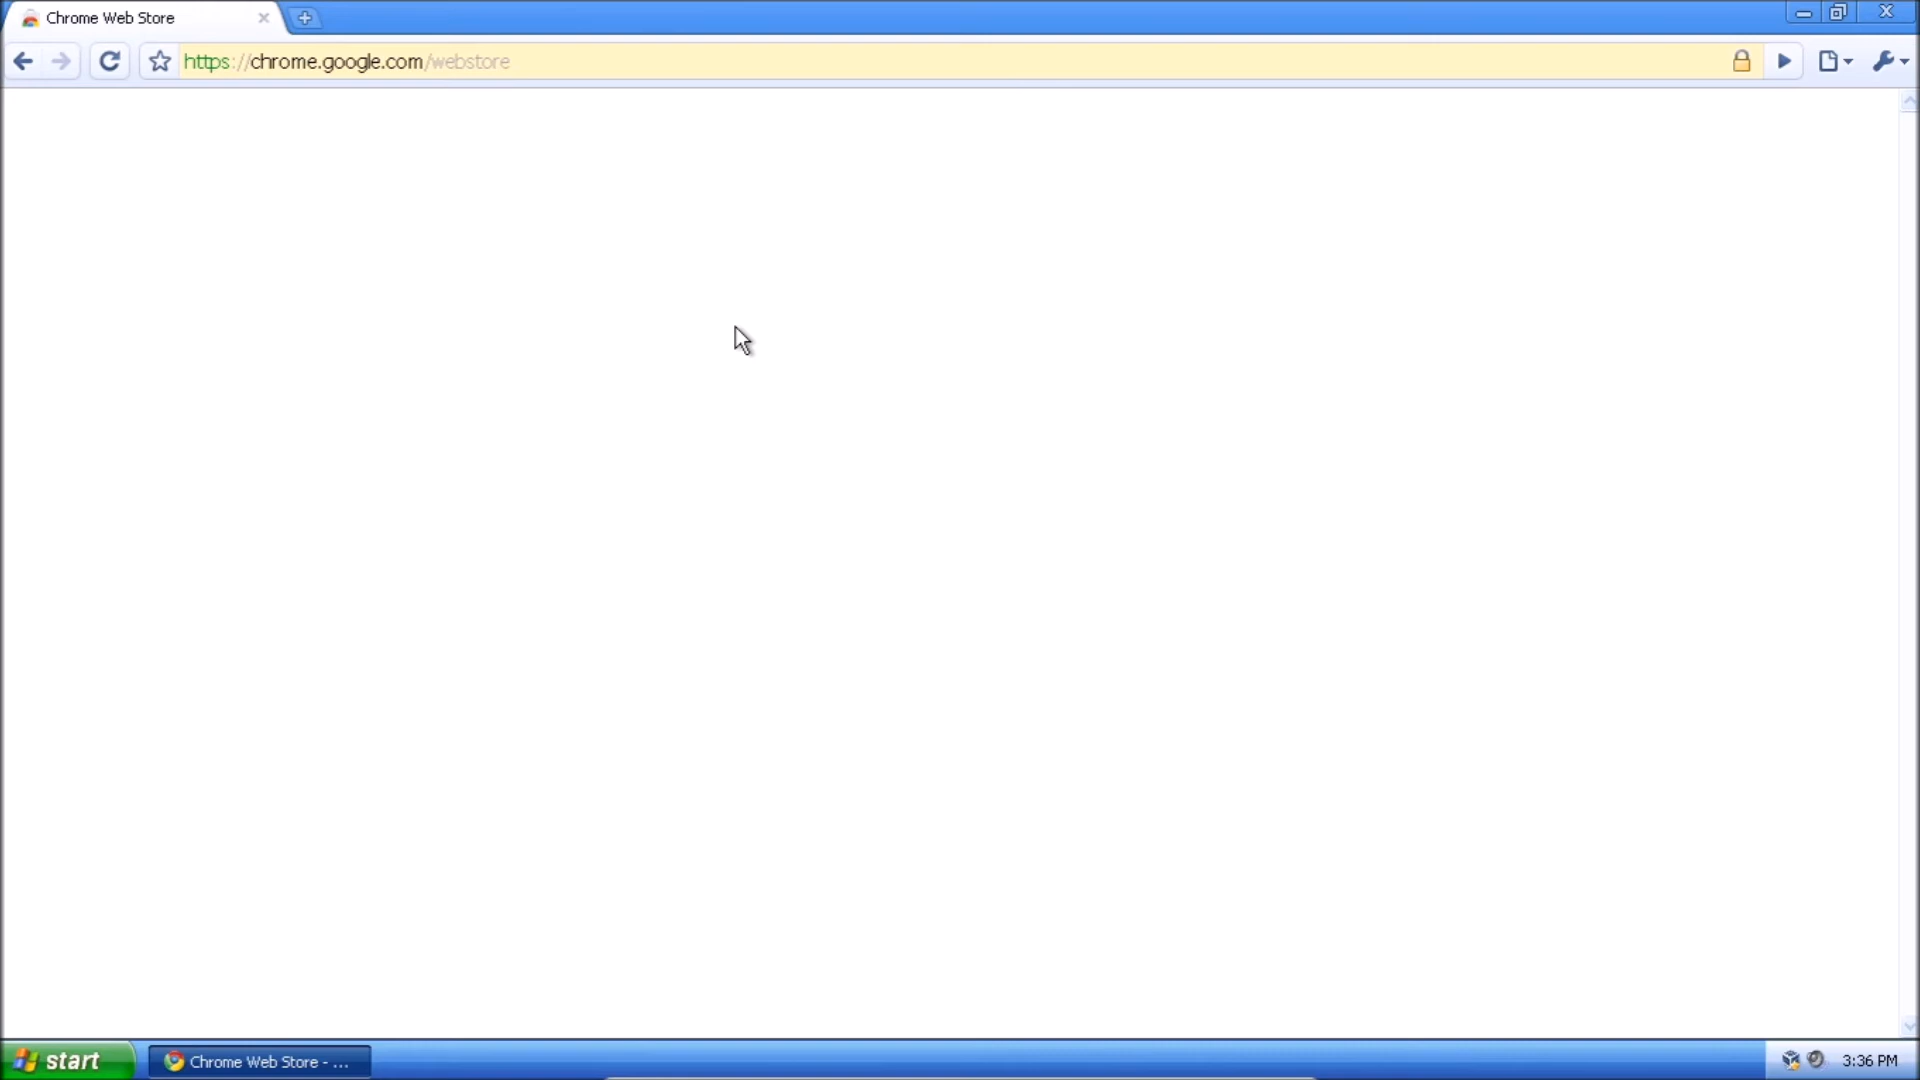 Chrome Web Store
https://chrome.google.com/webstore
start
Chrome Web Store - ...
3:36 PM